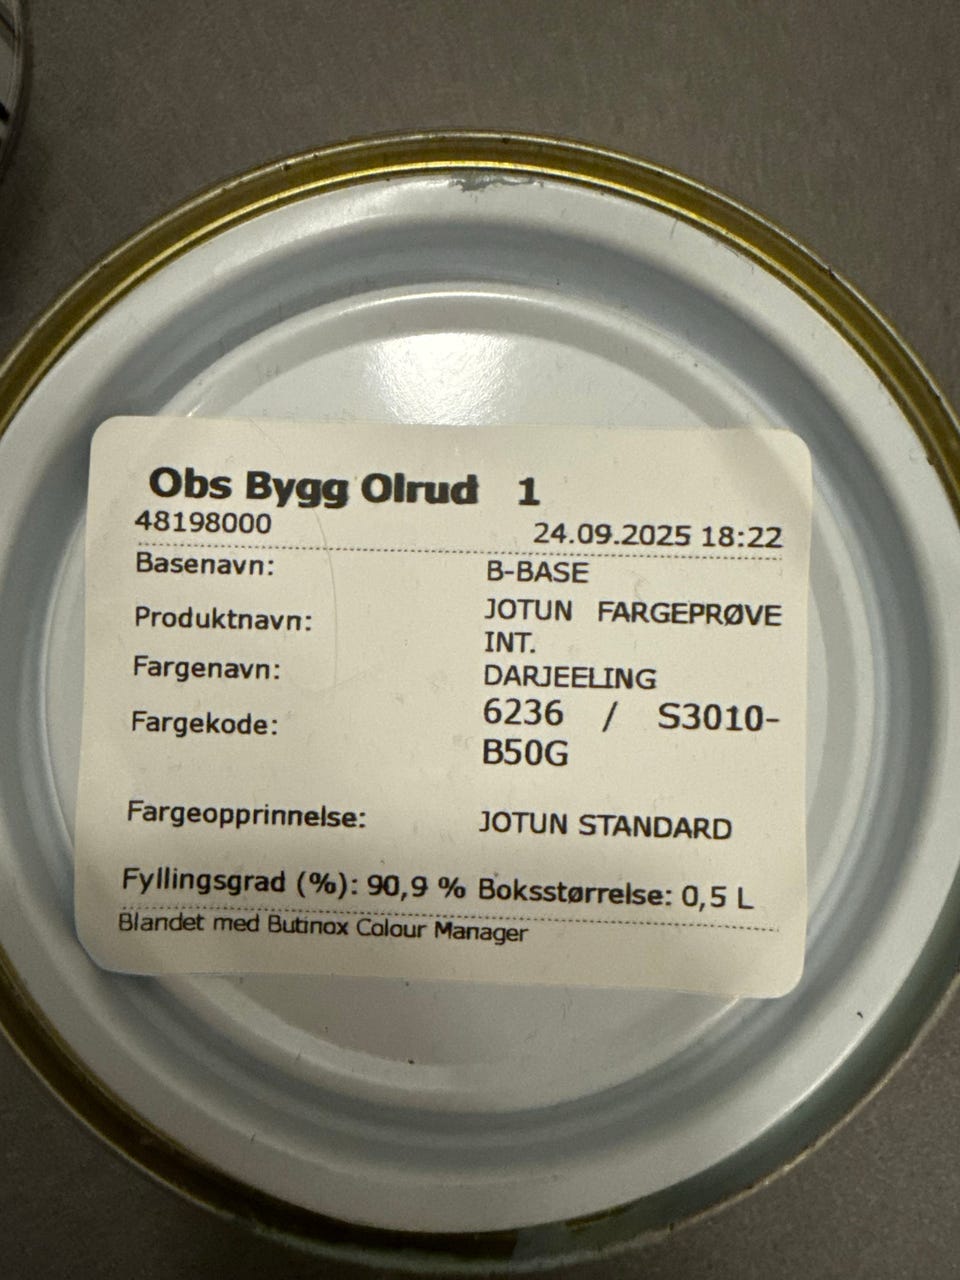 Obs Bygg Olrud 1
48198000 24.09.2025 18:22
Basenavn: B-BASE
Produktnavn: JOTUN FARGEPRØVE
INT.
Fargenavn: DARJEELING
Fargekode: 6236 / S3010-
B50G
Fargeopprinnelse: JOTUN STANDARD
Fyllingsgrad (%): 90,9 % Boksstørrelse: 0,5 L
Blandet med Butinox Colour Manager